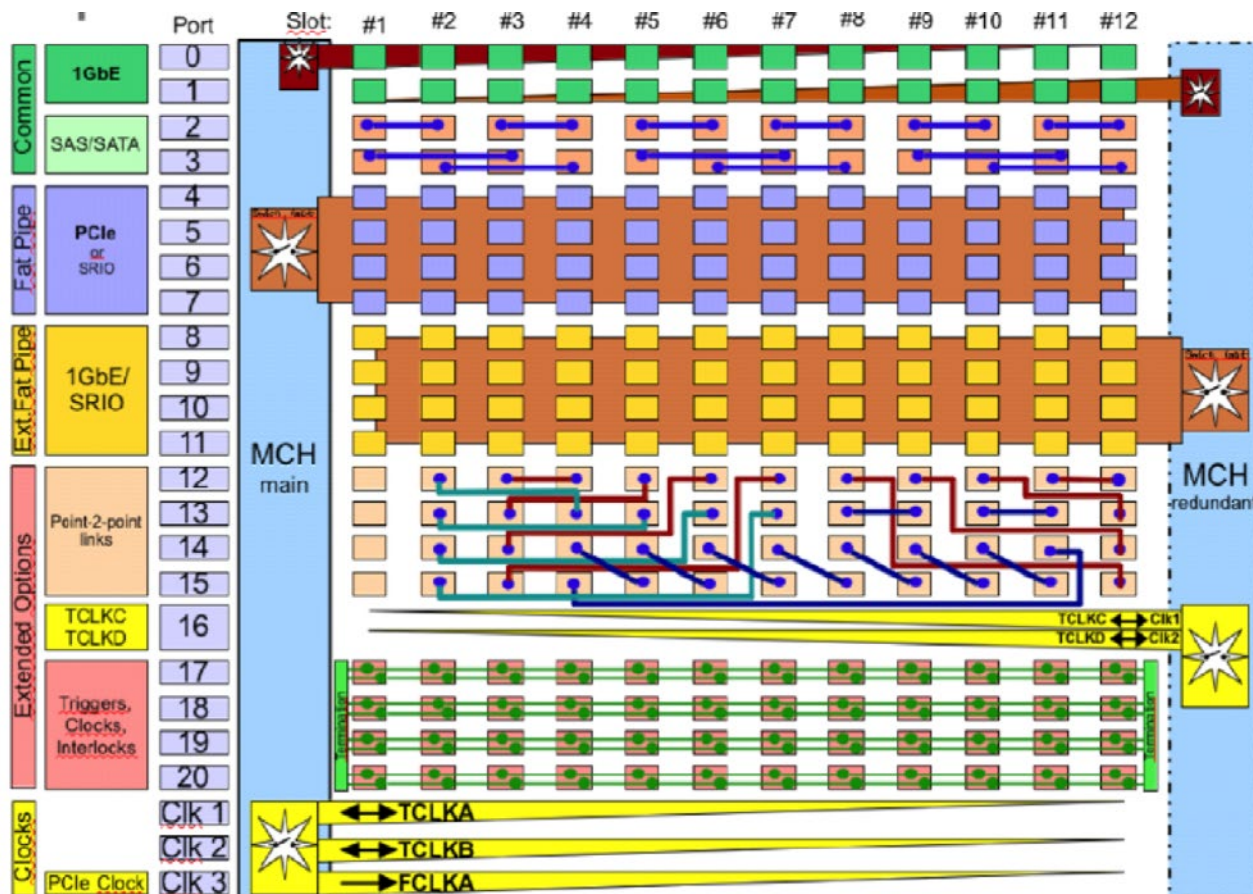 Port Slot: #1 #2 #3 #4 #5 #6 #7 #8 #9 #10 #11 #12
Common
1GbE
0
1
SAS/SATA
2
3
Fat Pipe
PCIe
or
SRIO
4
5
6
7
Ext.Fat Pipe
1GbE/
SRIO
8
9
10
11
MCH
main
MCH
redundant
Extended Options
Point-2-point
links
12
13
14
15
TCLKC
TCLKD
16
TCLKC Clk1
TCLKD Clk2
Triggers,
Clocks,
Interlocks
17
18
19
20
Termination
Termination
Clocks
Clk 1
TCLKA
Clk 2
TCLKB
PCIe Clock
Clk 3
FCLKA